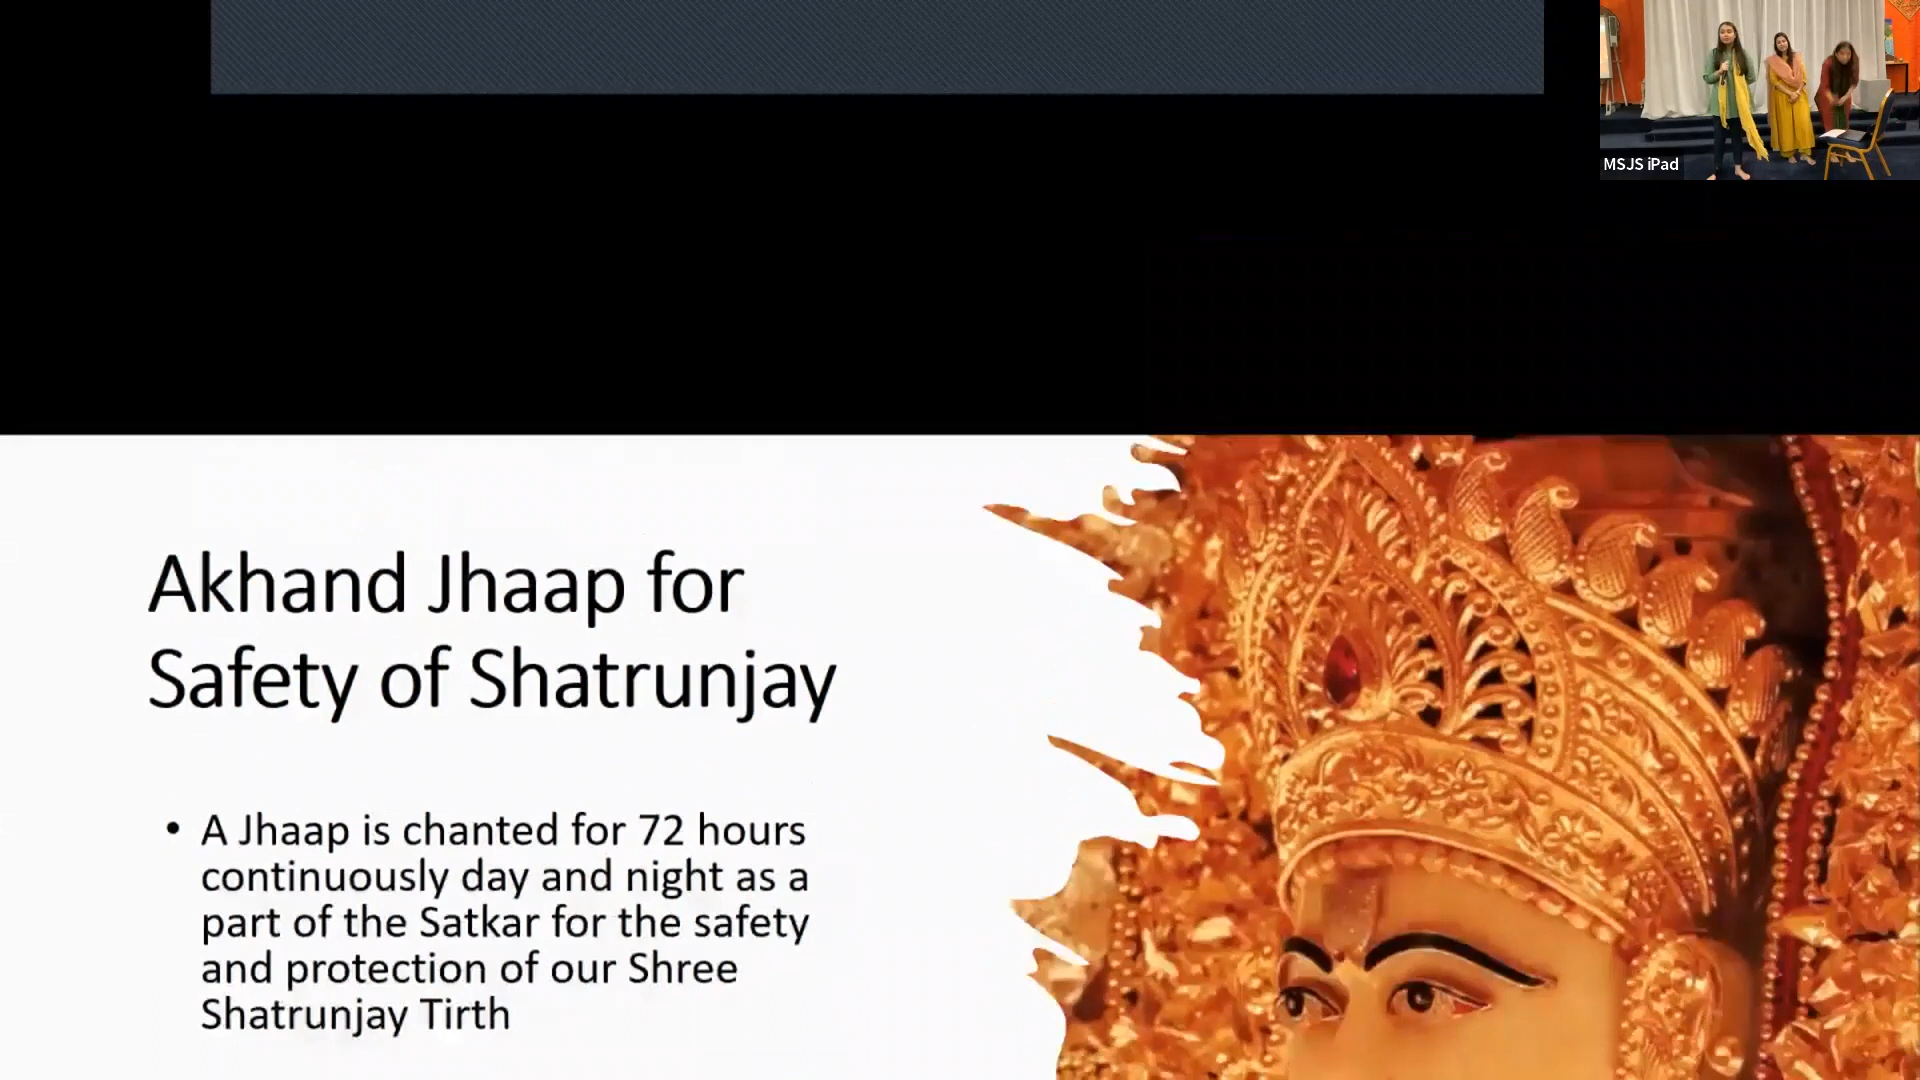 MSJS iPad
Akhand Jhaap for
Safety of Shatrunjay
• A Jhaap is chanted for 72 hours
continuously day and night as a
part of the Satkar for the safety
and protection of our Shree
Shatrunjay Tirth